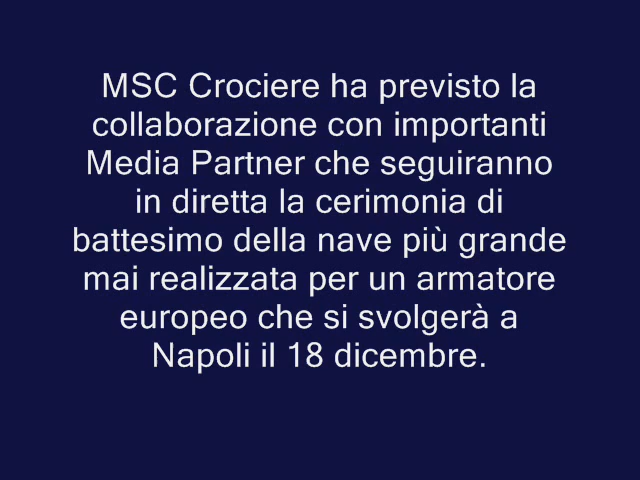 MSC Crociere ha previsto la
collaborazione con importanti
Media Partner che seguiranno
in diretta la cerimonia di
battesimo della nave più grande
mai realizzata per un armatore
europeo che si svolgerà a
Napoli il 18 dicembre.